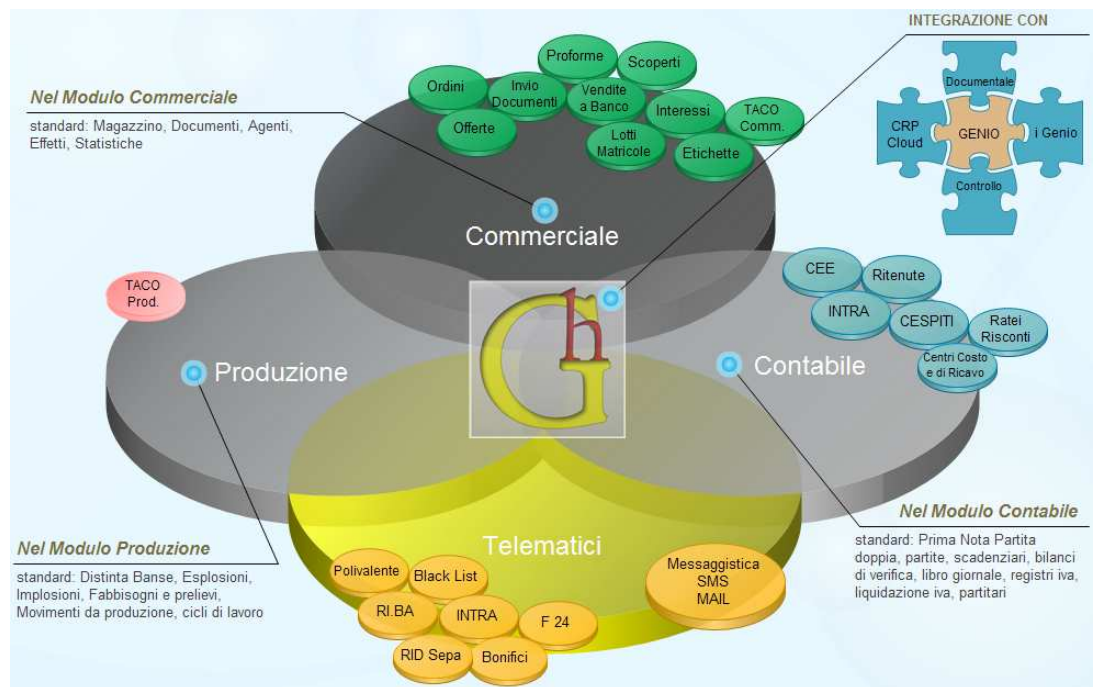 INTEGRAZIONE CON
Documentale
CRP
Cloud
GENIO
i Genio
Controllo
Nel Modulo Commerciale
standard: Magazzino, Documenti, Agenti,
Effetti, Statistiche
Proforme
Scoperti
Ordini
Invio
Documenti
Vendite
a Banco
Interessi
TACO
Comm.
Offerte
Lotti
Matricole
Etichette
Commerciale
TACO
Prod.
CEE
Ritenute
INTRA
CESPITI
Ratei
Risconti
Centri Costo
e di Ricavo
Gh
Produzione
Contabile
Nel Modulo Produzione
standard: Distinta Banse, Esplosioni,
Implosioni, Fabbisogni e prelievi,
Movimenti da produzione, cicli di lavoro
Nel Modulo Contabile
standard: Prima Nota Partita
doppia, partite, scadenziari, bilanci
di verifica, libro giornale, registri iva,
liquidazione iva, partitari
Telematici
Polivalente
Black List
Messaggistica
SMS
MAIL
RI.BA
INTRA
F 24
RID Sepa
Bonifici